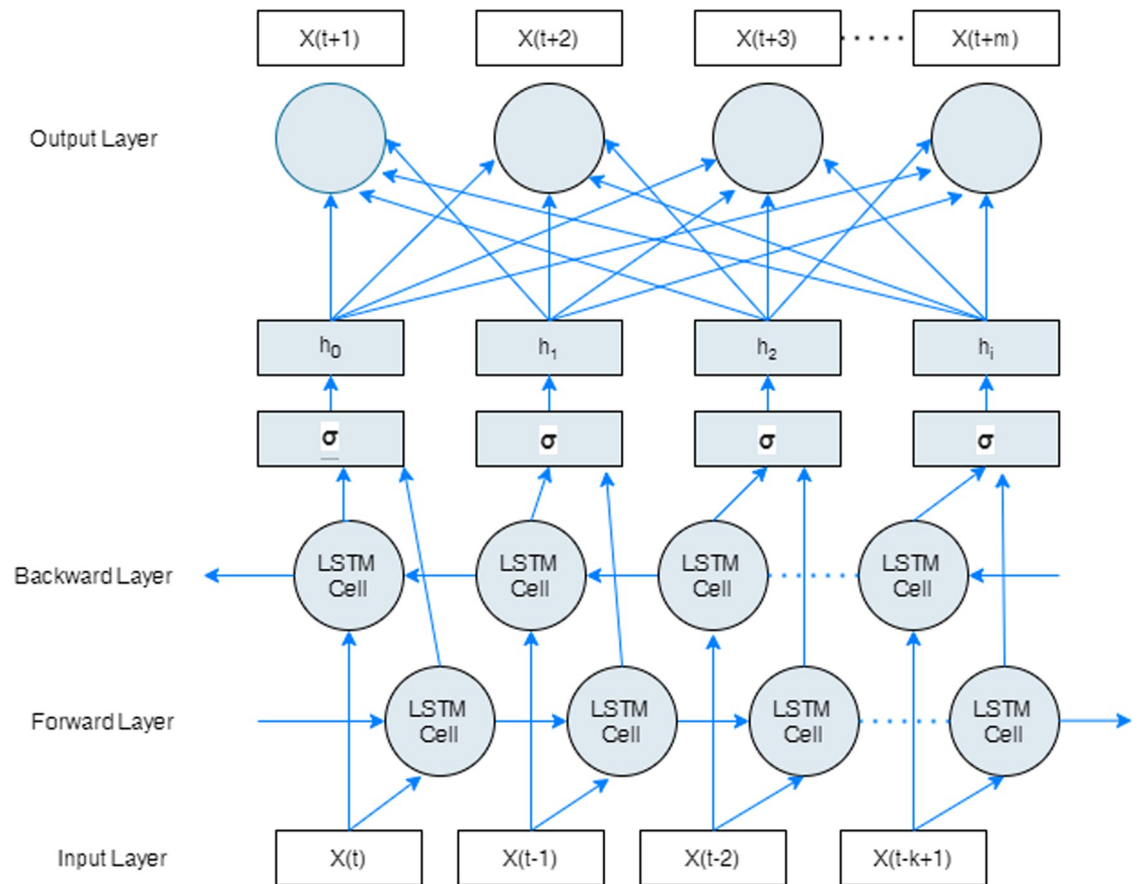 X(t+1) X(t+2) X(t+3) X(t+m)
Output Layer
h0 h1 h2 hi
σ σ σ σ
LSTM LSTM LSTM LSTM
Backward Layer
Cell Cell Cell Cell
LSTM LSTM LSTM LSTM
Forward Layer
Cell Cell Cell Cell
Input Layer X(t) X(t-1) X(t-2) X(t-k+1)